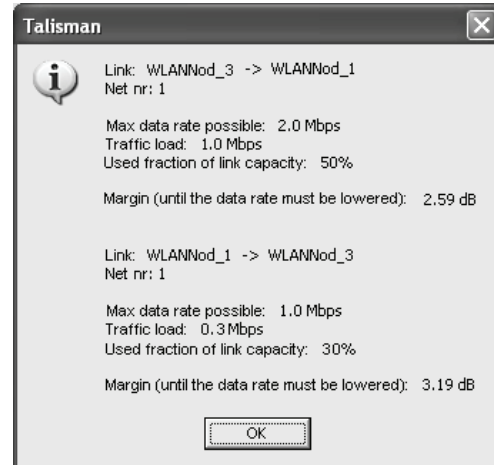 Talisman
Link: WLANNod_3 -> WLANNod_1
Net nr: 1
Max data rate possible: 2.0 Mbps
Traffic load: 1.0 Mbps
Used fraction of link capacity: 50%
Margin (until the data rate must be lowered): 2.59 dB
Link: WLANNod_1 -> WLANNod_3
Net nr: 1
Max data rate possible: 1.0 Mbps
Traffic load: 0.3 Mbps
Used fraction of link capacity: 30%
Margin (until the data rate must be lowered): 3.19 dB
OK